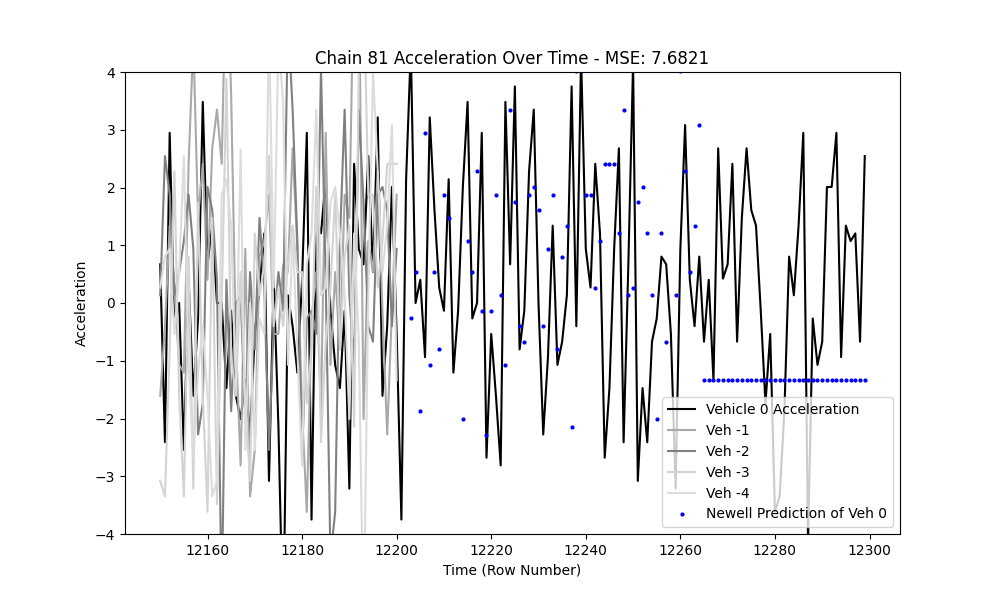 Chain 81 Acceleration Over Time - MSE: 7.6821
4
3
2
1
0
−1
−2
−3
−4
Acceleration
Vehicle 0 Acceleration
Veh -1
Veh -2
Veh -3
Veh -4
Newell Prediction of Veh 0
12160
12180
12200
12220
12240
12260
12280
12300
Time (Row Number)